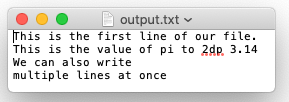 output.txt
This is the first line of our file.
This is the value of pi to 2dp 3.14
We can also write
multiple lines at once